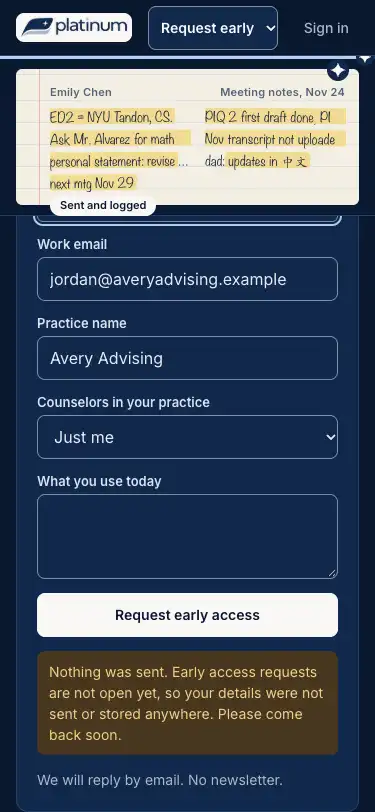 platinum
Request early
Sign in
Emily Chen
Meeting notes, Nov 24
ED2 = NYU Tandon, CS.
Ask Mr. Alvarez for math
personal statement: revise ...
next mtg Nov 29
PIQ 2 first draft done, PI
Nov transcript not uploade
dad: updates in 中文
Sent and logged
Work email
jordan@averyadvising.example
Practice name
Avery Advising
Counselors in your practice
Just me
What you use today
Request early access
Nothing was sent. Early access requests
are not open yet, so your details were not
sent or stored anywhere. Please come
back soon.
We will reply by email. No newsletter.